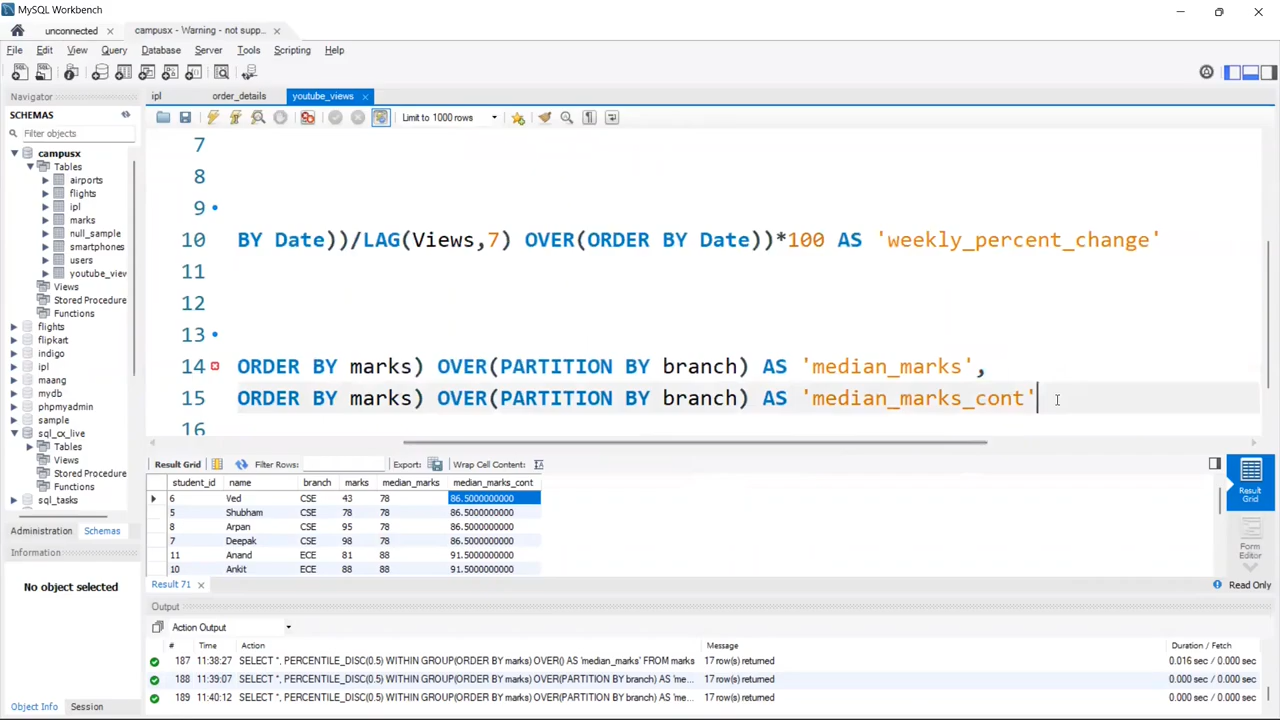 MySQL Workbench
unconnected × campusx - Warning - not supp... ×
File Edit View Query Database Server Tools Scripting Help
Navigator
SCHEMAS
Filter objects
campusx
Tables
airports
flights
ipl
marks
null_sample
smartphones
users
youtube_view
Views
Stored Procedure
Functions
flights
flipkart
indigo
ipl
maang
mydb
phpmyadmin
sample
sql_cx_live
Tables
Views
Stored Procedure
Functions
sql_tasks
Administration Schemas
Information
No object selected
Object Info Session
ipl order_details youtube_views ×
Limit to 1000 rows
7
8
9
10 BY Date))/LAG(Views,7) OVER(ORDER BY Date))*100 AS 'weekly_percent_change'
11
12
13
14 ORDER BY marks) OVER(PARTITION BY branch) AS 'median_marks',
15 ORDER BY marks) OVER(PARTITION BY branch) AS 'median_marks_cont'
16
Result Grid Filter Rows: Export: Wrap Cell Content:
student_id name branch marks median_marks median_marks_cont
6 Ved CSE 43 78 86.5000000000
5 Shubham CSE 78 78 86.5000000000
8 Arpan CSE 95 78 86.5000000000
7 Deepak CSE 98 78 86.5000000000
11 Anand ECE 81 88 91.5000000000
10 Ankit ECE 88 88 91.5000000000
Result Grid
Form Editor
Result 71 ×
Read Only
Output
Action Output
# Time Action Message Duration / Fetch
187 11:38:27 SELECT *, PERCENTILE_DISC(0.5) WITHIN GROUP(ORDER BY marks) OVER() AS 'median_marks' FROM marks 17 row(s) returned 0.016 sec / 0.000 sec
188 11:39:07 SELECT *, PERCENTILE_DISC(0.5) WITHIN GROUP(ORDER BY marks) OVER(PARTITION BY branch) AS 'me... 17 row(s) returned 0.000 sec / 0.000 sec
189 11:40:12 SELECT *, PERCENTILE_DISC(0.5) WITHIN GROUP(ORDER BY marks) OVER(PARTITION BY branch) AS 'me... 17 row(s) returned 0.000 sec / 0.000 sec